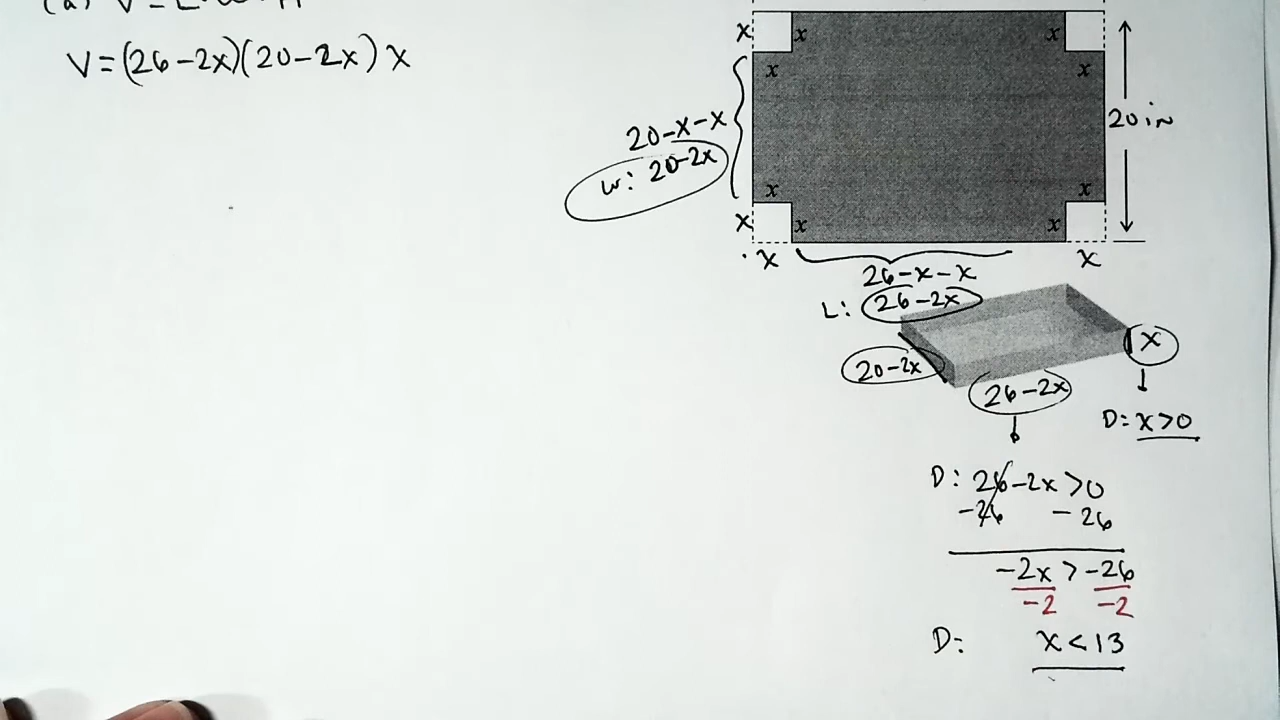 V=(26-2x)(20-2x)x
x x x
x x
20-x-x
20 in
w: 20-2x
x x
x x x
x x
26-x-x
L: 26-2x
x
20-2x
26-2x
D: x>0
D: 26-2x>0
-26 -26
-2x > -26
-2 -2
D: x<13